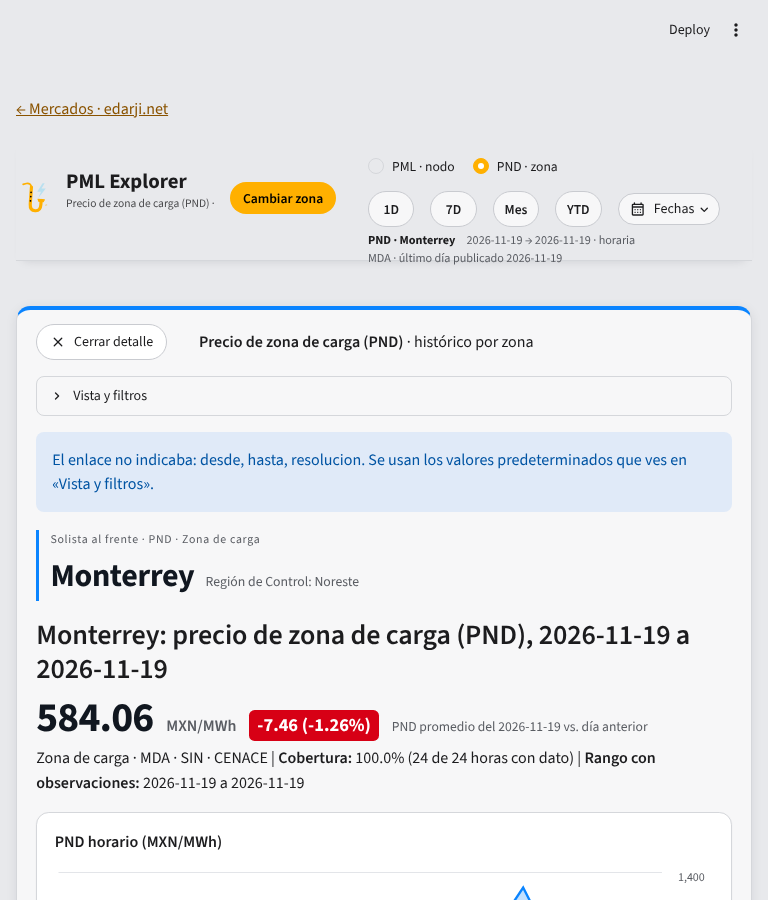 Deploy
← Mercados · edarji.net
PML · nodo PND · zona
PML Explorer
Precio de zona de carga (PND) ·
Cambiar zona
1D 7D Mes YTD Fechas
PND · Monterrey 2026-11-19 → 2026-11-19 · horaria
MDA · último día publicado 2026-11-19
Cerrar detalle
Precio de zona de carga (PND) · histórico por zona
Vista y filtros
El enlace no indicaba: desde, hasta, resolucion. Se usan los valores predeterminados que ves en
«Vista y filtros».
Solista al frente · PND · Zona de carga
Monterrey Región de Control: Noreste
Monterrey: precio de zona de carga (PND), 2026-11-19 a
2026-11-19
584.06 MXN/MWh -7.46 (-1.26%) PND promedio del 2026-11-19 vs. día anterior
Zona de carga · MDA · SIN · CENACE | Cobertura: 100.0% (24 de 24 horas con dato) | Rango con
observaciones: 2026-11-19 a 2026-11-19
PND horario (MXN/MWh)
1,400